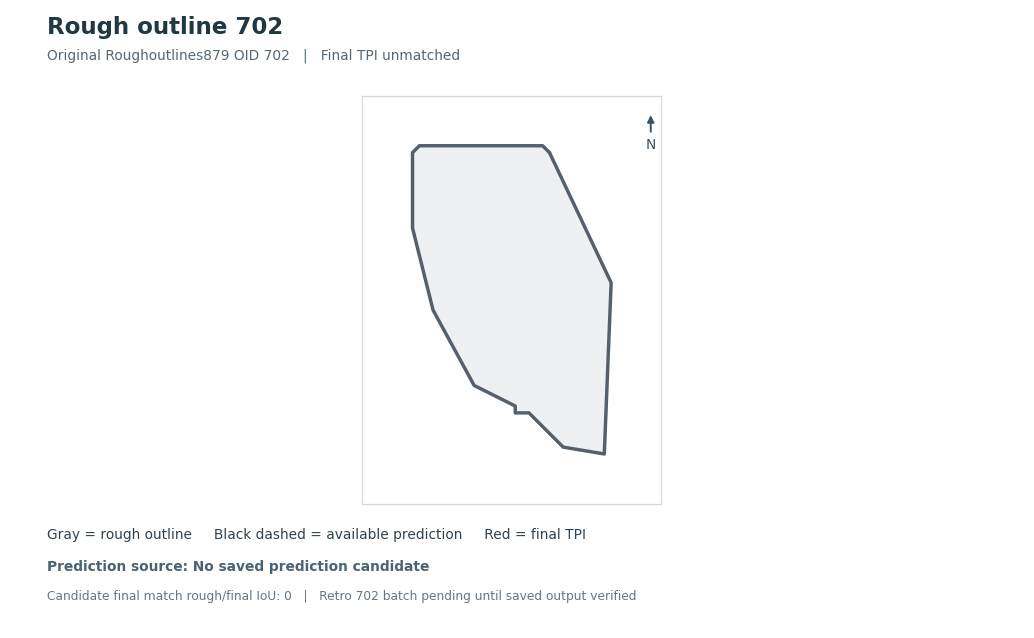 Rough outline 702
Original Roughoutlines879 OID 702   |   Final TPI unmatched
N
Gray = rough outline     Black dashed = available prediction     Red = final TPI
Prediction source: No saved prediction candidate
Candidate final match rough/final IoU: 0   |   Retro 702 batch pending until saved output verified